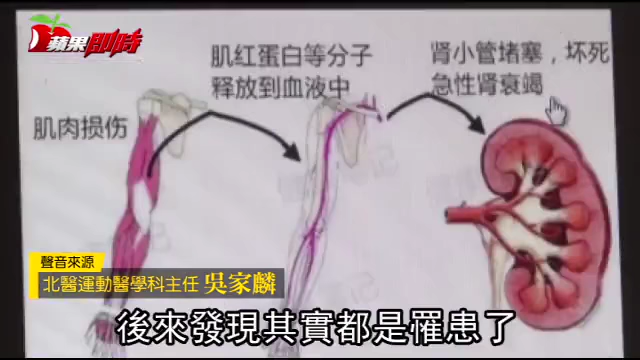 蘋果即時
肌红蛋白等分子
释放到血液中
肾小管堵塞，坏死
急性肾衰竭
肌肉损伤
聲音來源
北醫運動醫學科主任 吳家麟
後來發現其實都是罹患了